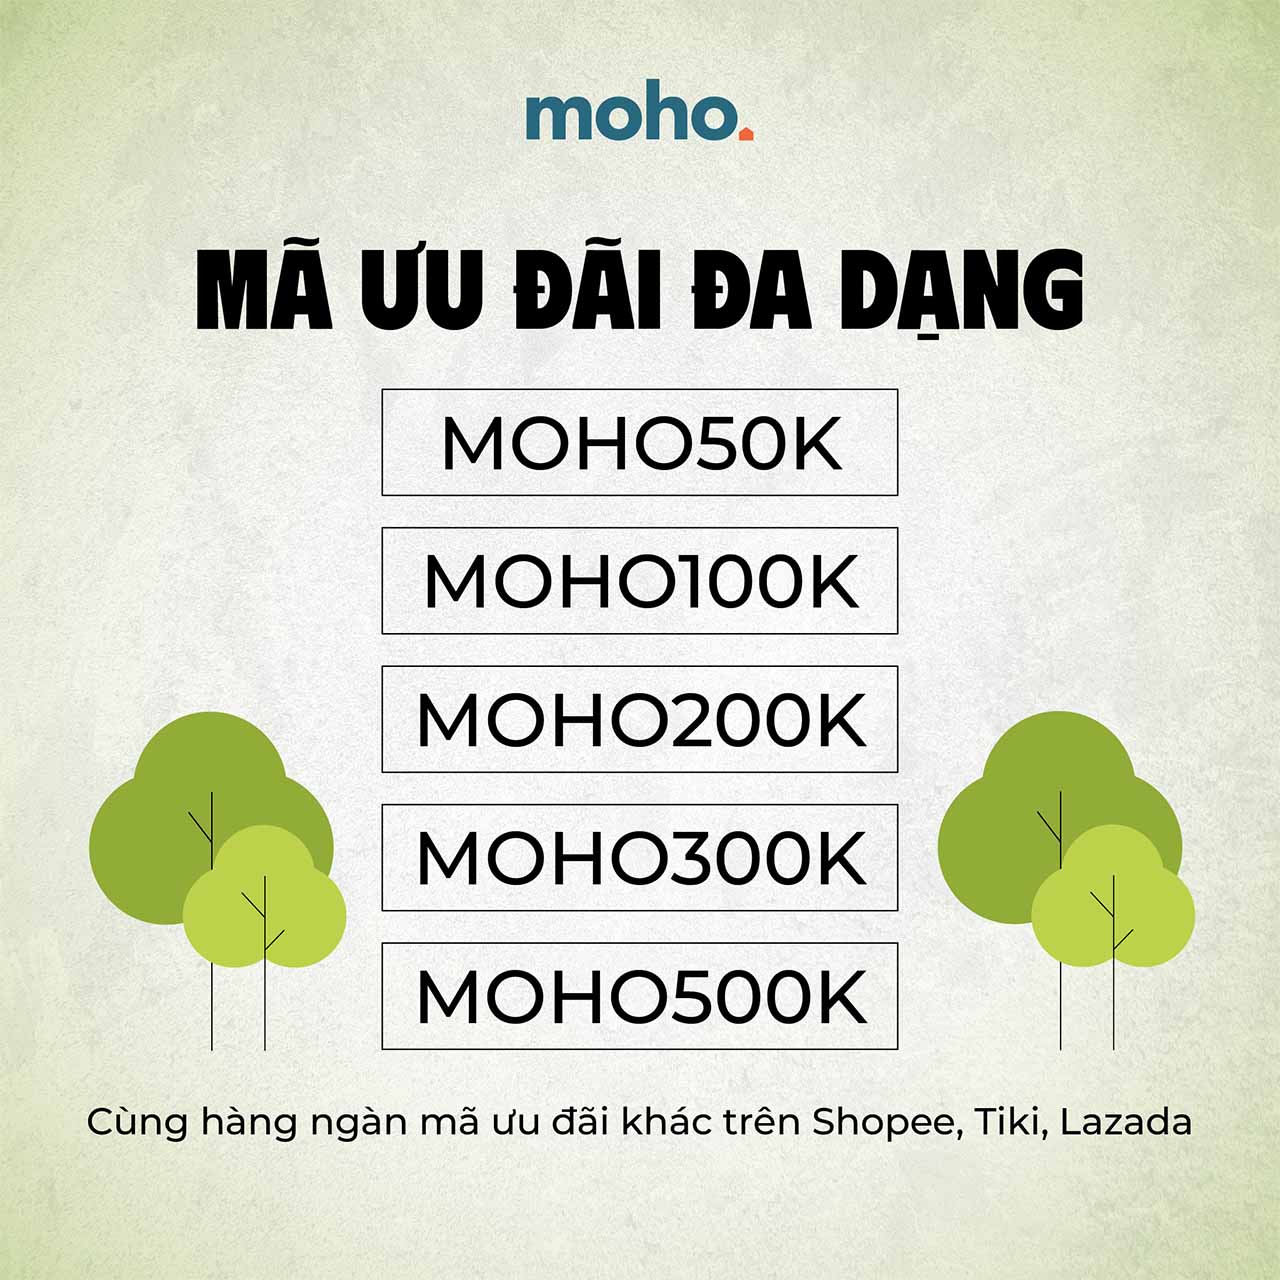 moho.
MÃ ƯU ĐÃI ĐA DẠNG
MOHO50K
MOHO100K
MOHO200K
MOHO300K
MOHO500K
Cùng hàng ngàn mã ưu đãi khác trên Shopee, Tiki, Lazada